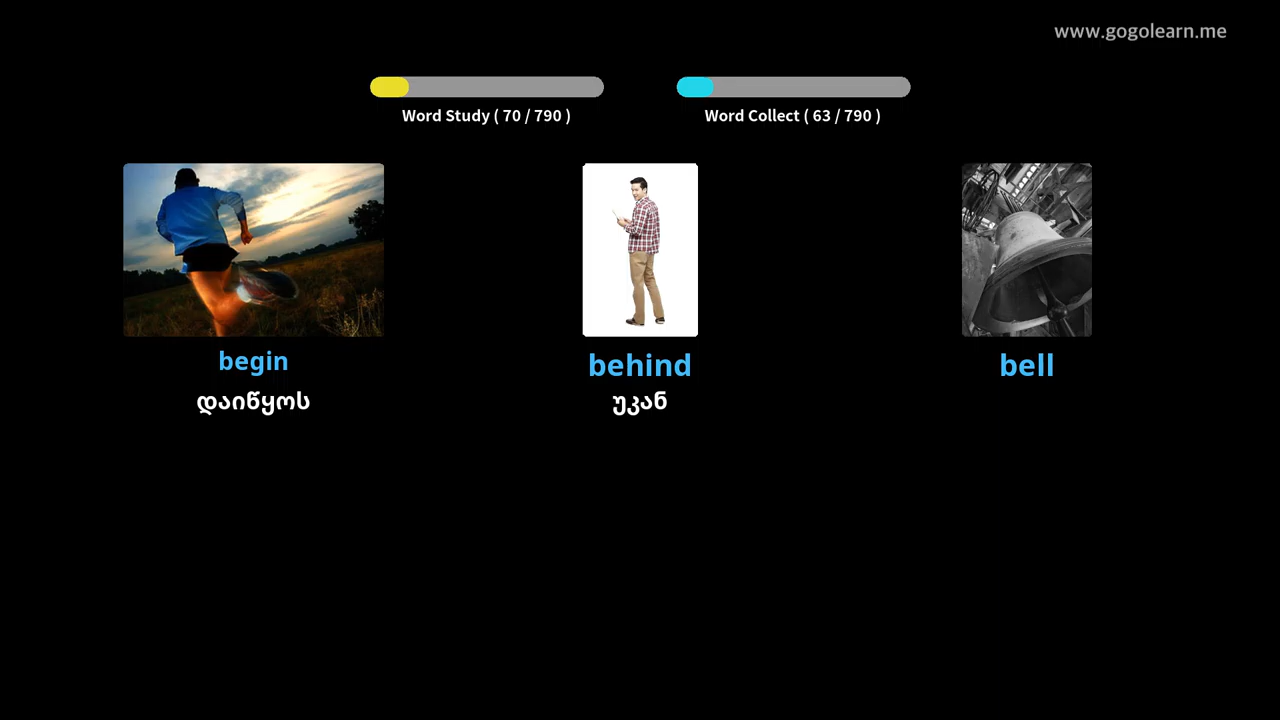 www.gogolearn.me
Word Study ( 70 / 790 )
Word Collect ( 63 / 790 )
begin
behind
bell
დაიწყოს
უკან